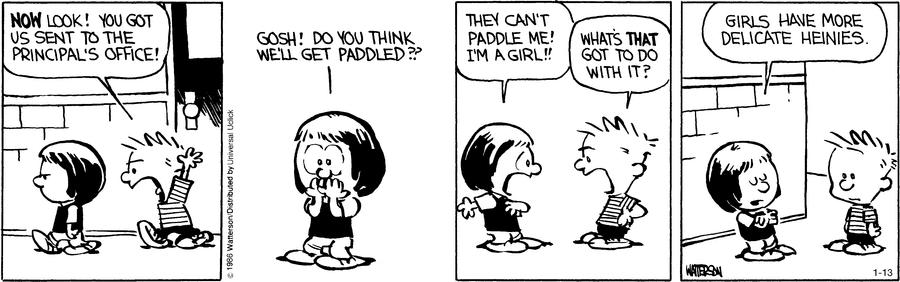 NOW LOOK! YOU GOT
US SENT TO THE
PRINCIPAL'S OFFICE!
© 1986 Watterson/Distributed by Universal Uclick
GOSH! DO YOU THINK
WE'LL GET PADDLED??
THEY CAN'T
PADDLE ME!
I'M A GIRL!!
WHAT'S THAT
GOT TO DO
WITH IT?
GIRLS HAVE MORE
DELICATE HEINIES.
WATTERSON
1-13